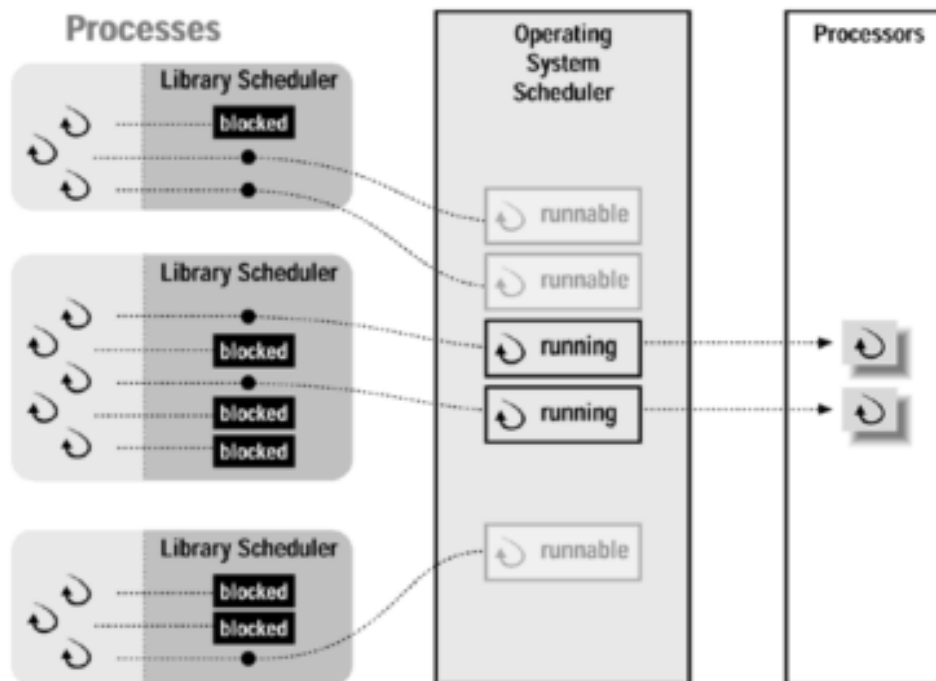 Processes
Operating
System
Scheduler
Processors
Library Scheduler
blocked
runnable
runnable
Library Scheduler
blocked
blocked
blocked
running
running
Library Scheduler
blocked
blocked
runnable